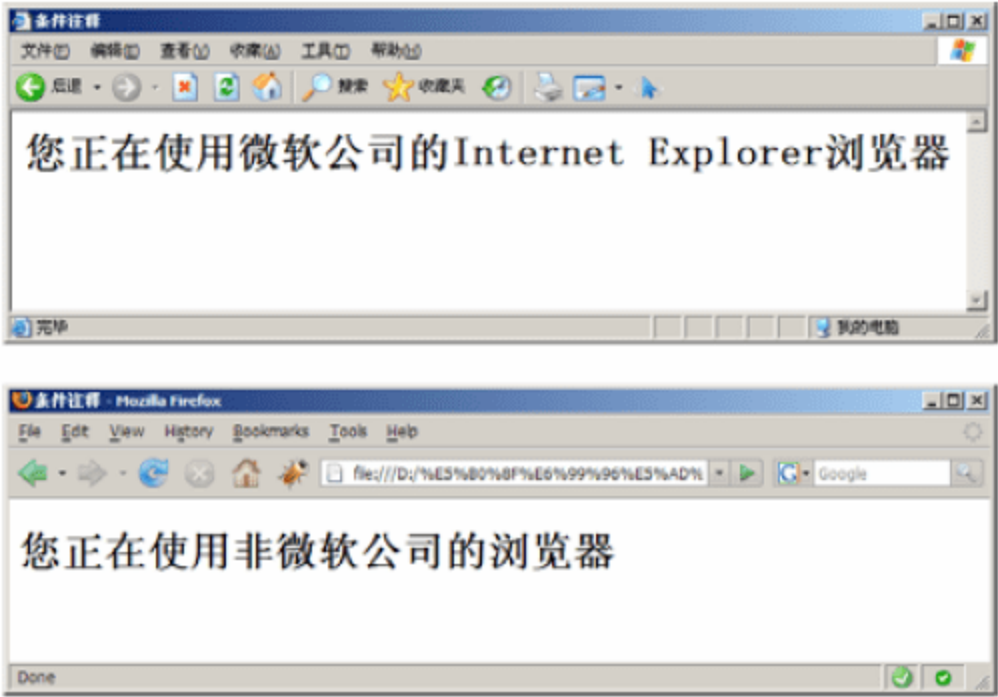 条件注释
文件(F) 编辑(E) 查看(V) 收藏(A) 工具(T) 帮助(H)
后退 搜索 收藏夹
您正在使用微软公司的Internet Explorer浏览器
完毕 我的电脑
条件注释 - Mozilla Firefox
File Edit View History Bookmarks Tools Help
file:///D:/%E5%B0%8F%E6%99%96%E5%AD% Google
您正在使用非微软公司的浏览器
Done